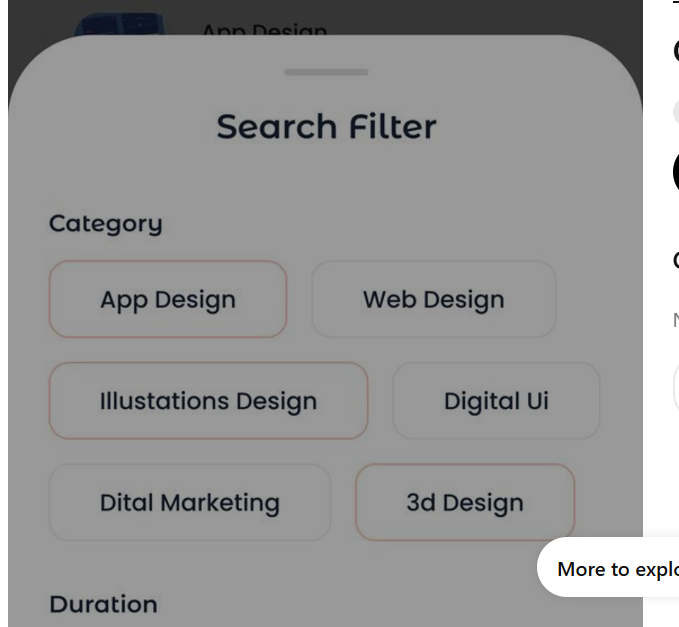 App Design
Search Filter
Category
App Design
Web Design
Illustations Design
Digital Ui
Dital Marketing
3d Design
More to explo
Duration